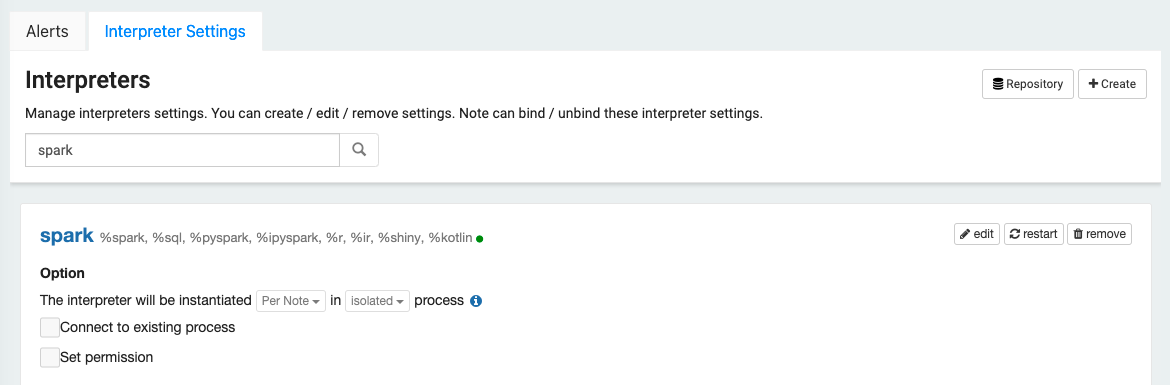 Alerts Interpreter Settings
Interpreters
Repository Create
Manage interpreters settings. You can create / edit / remove settings. Note can bind / unbind these interpreter settings.
spark
spark %spark, %sql, %pyspark, %ipyspark, %r, %ir, %shiny, %kotlin
edit restart remove
Option
The interpreter will be instantiated Per Note in isolated process
Connect to existing process
Set permission